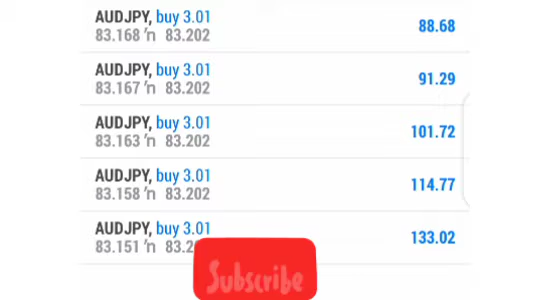 AUDJPY, buy 3.01
83.168 'n 83.202
88.68
AUDJPY, buy 3.01
83.167 'n 83.202
91.29
AUDJPY, buy 3.01
83.163 'n 83.202
101.72
AUDJPY, buy 3.01
83.158 'n 83.202
114.77
AUDJPY, buy 3.01
83.151 'n
133.02
Subscribe